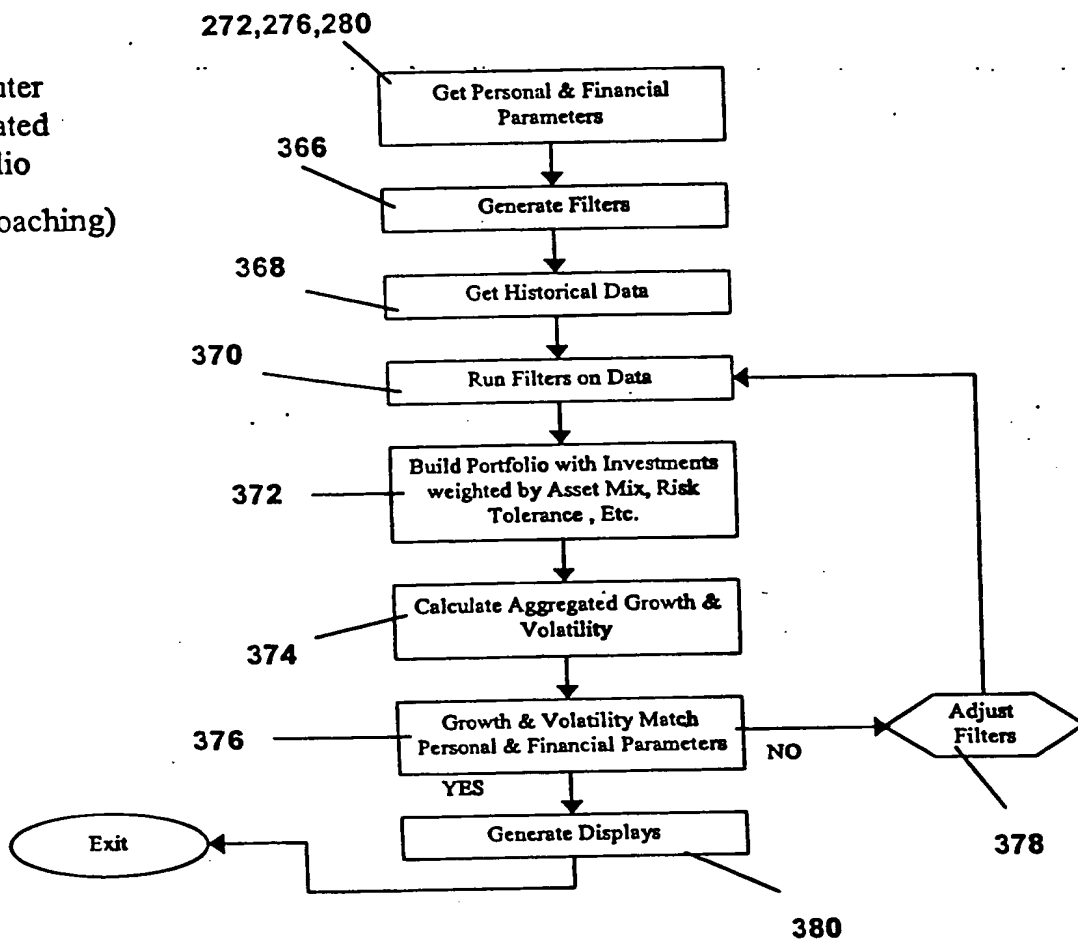 272,276,280
uter
ated
lio
oaching)
Get Personal & Financial
Parameters
366
Generate Filters
368
Get Historical Data
370
Run Filters on Data
372
Build Portfolio with Investments
weighted by Asset Mix, Risk
Tolerance , Etc.
374
Calculate Aggregated Growth &
Volatility
376
Growth & Volatility Match
Personal & Financial Parameters
NO
Adjust
Filters
378
YES
Generate Displays
380
Exit